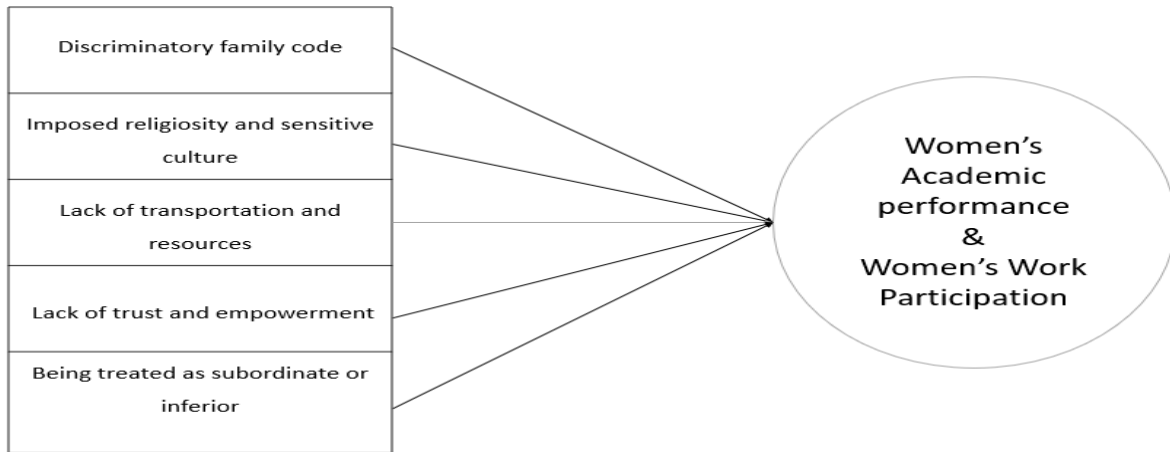 Discriminatory family code
Imposed religiosity and sensitive
culture
Lack of transportation and
resources
Lack of trust and empowerment
Being treated as subordinate or
inferior
Women’s
Academic
performance
&
Women’s Work
Participation